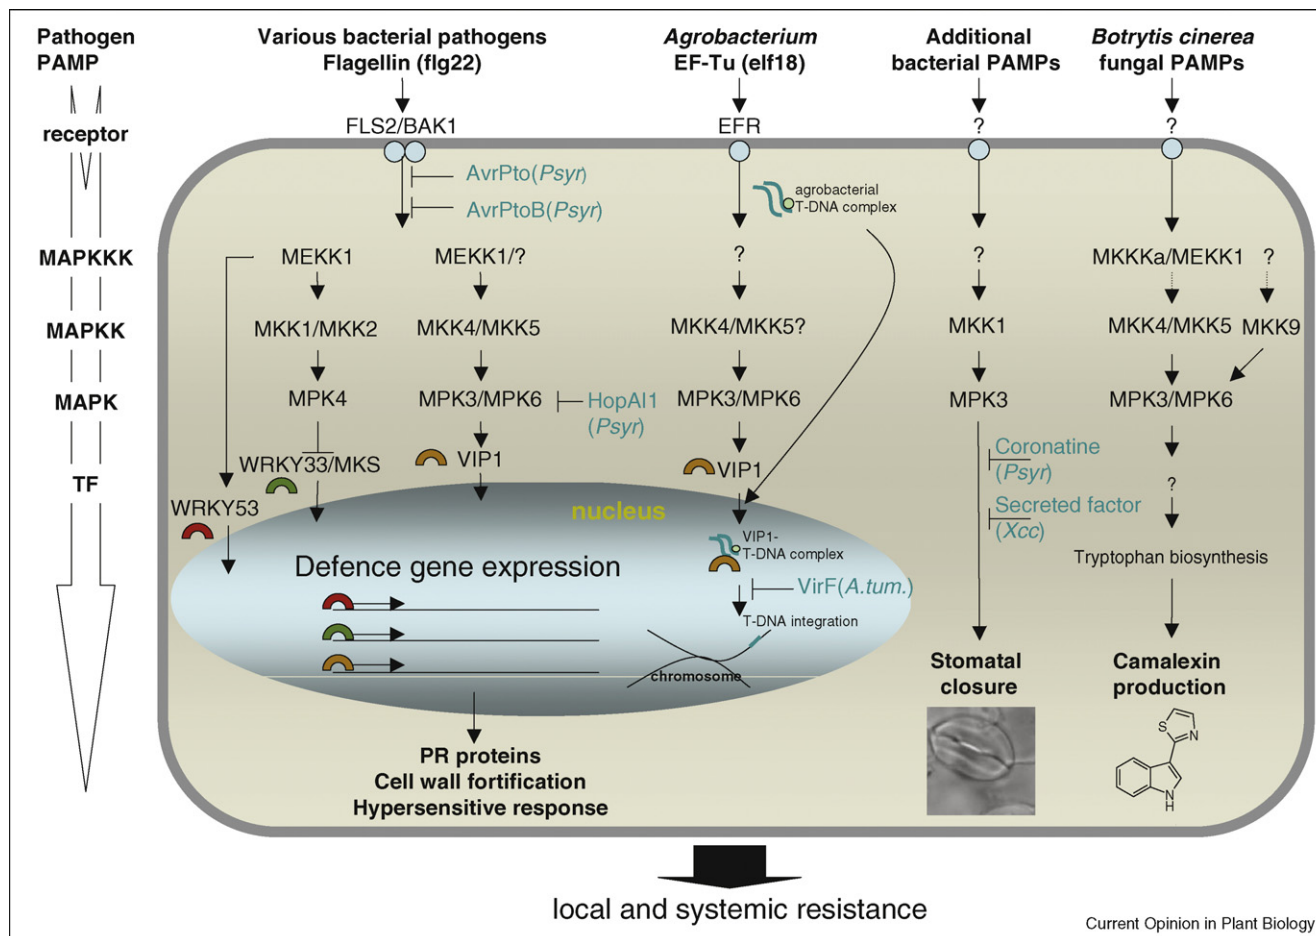 Pathogen
PAMP
receptor
MAPKKK
MAPKK
MAPK
TF
Various bacterial pathogens
Flagellin (flg22)
FLS2/BAK1
AvrPto(Psyr)
AvrPtoB(Psyr)
MEKK1
MEKK1/?
MKK1/MKK2
MKK4/MKK5
MPK4
MPK3/MPK6
HopAI1
(Psyr)
WRKY33/MKS
VIP1
WRKY53
Agrobacterium
EF-Tu (elf18)
EFR
agrobacterial
T-DNA complex
?
MKK4/MKK5?
MPK3/MPK6
VIP1
nucleus
Defence gene expression
VIP1-
T-DNA complex
VirF(A.tum.)
T-DNA integration
chromosome
PR proteins
Cell wall fortification
Hypersensitive response
Additional
bacterial PAMPs
?
?
MKK1
MPK3
Coronatine
(Psyr)
Secreted factor
(Xcc)
Stomatal
closure
Botrytis cinerea
fungal PAMPs
?
MKKKa/MEKK1
?
MKK4/MKK5
MKK9
MPK3/MPK6
?
Tryptophan biosynthesis
Camalexin
production
S
N
N
H
local and systemic resistance
Current Opinion in Plant Biology